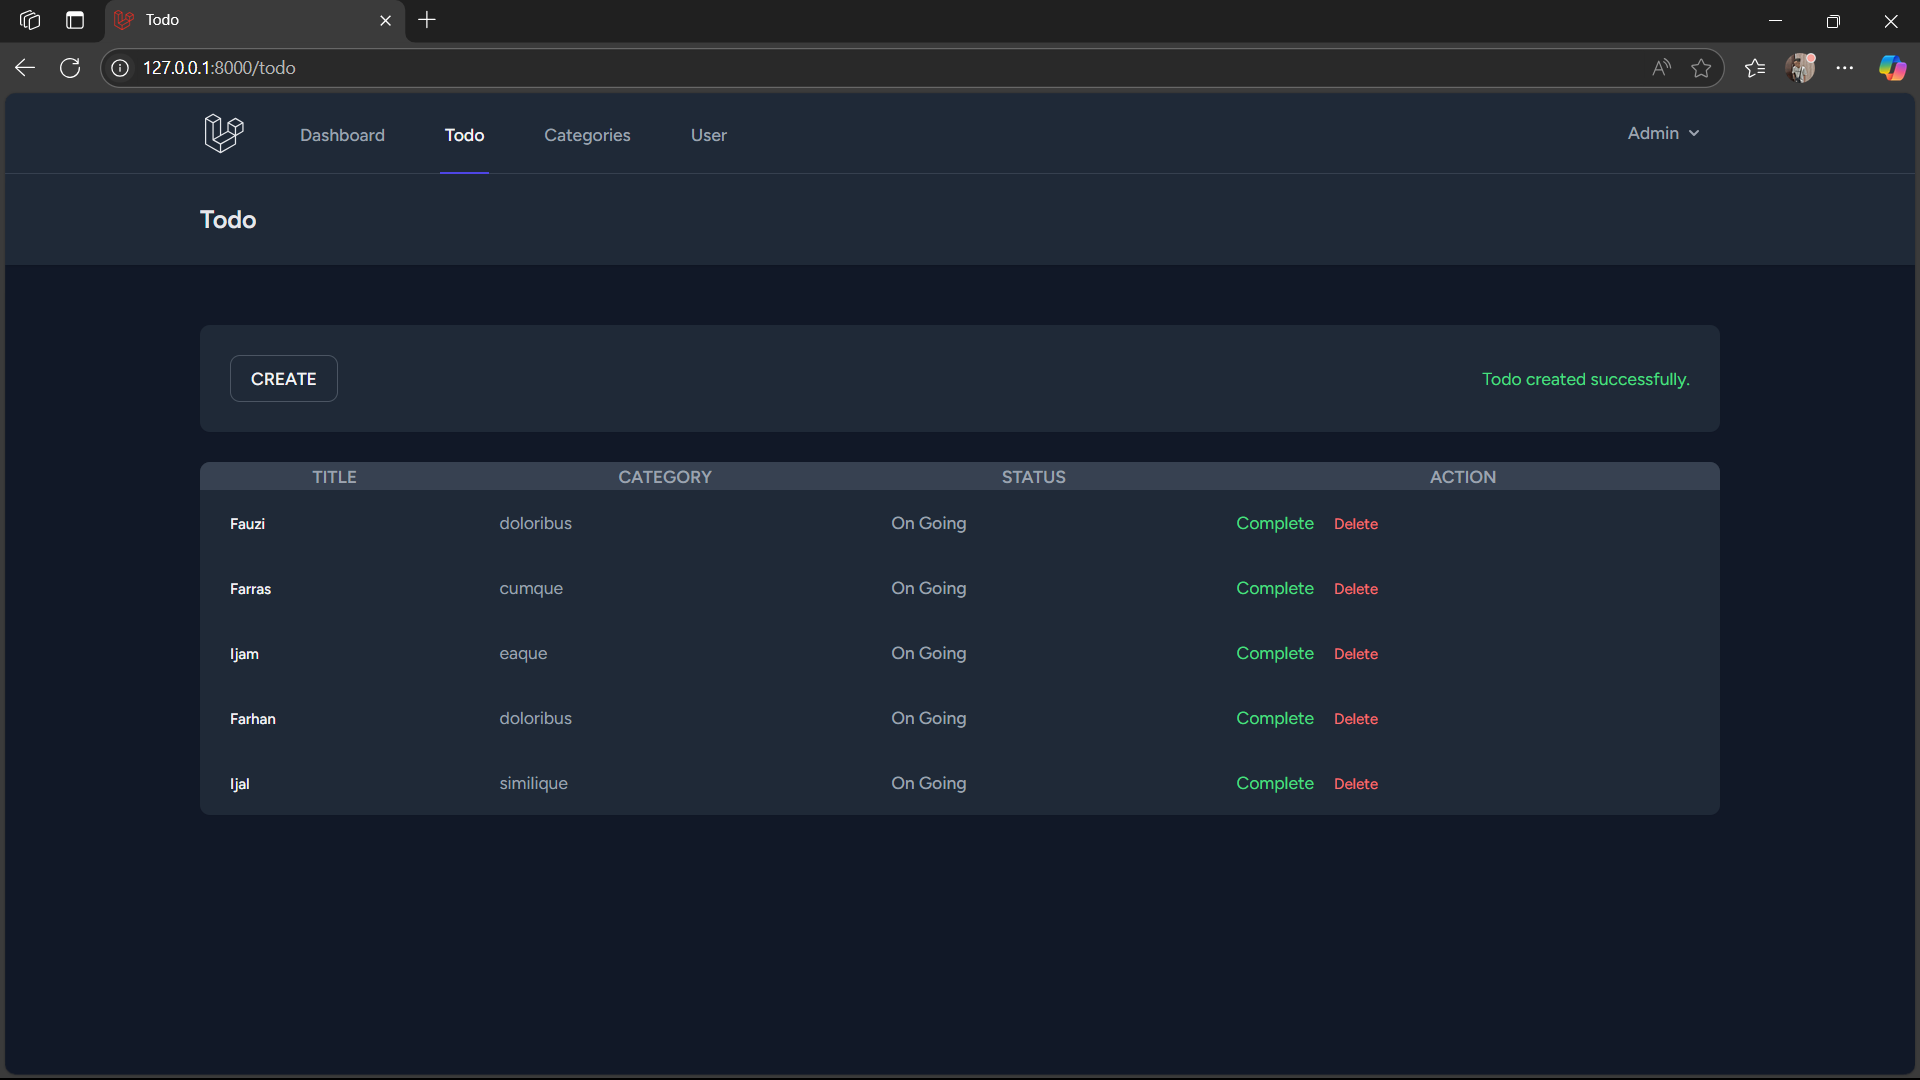 Todo
127.0.0.1:8000/todo
Dashboard Todo Categories User Admin
Todo
CREATE Todo created successfully.
TITLE CATEGORY STATUS ACTION
Fauzi doloribus On Going Complete Delete
Farras cumque On Going Complete Delete
Ijam eaque On Going Complete Delete
Farhan doloribus On Going Complete Delete
Ijal similique On Going Complete Delete